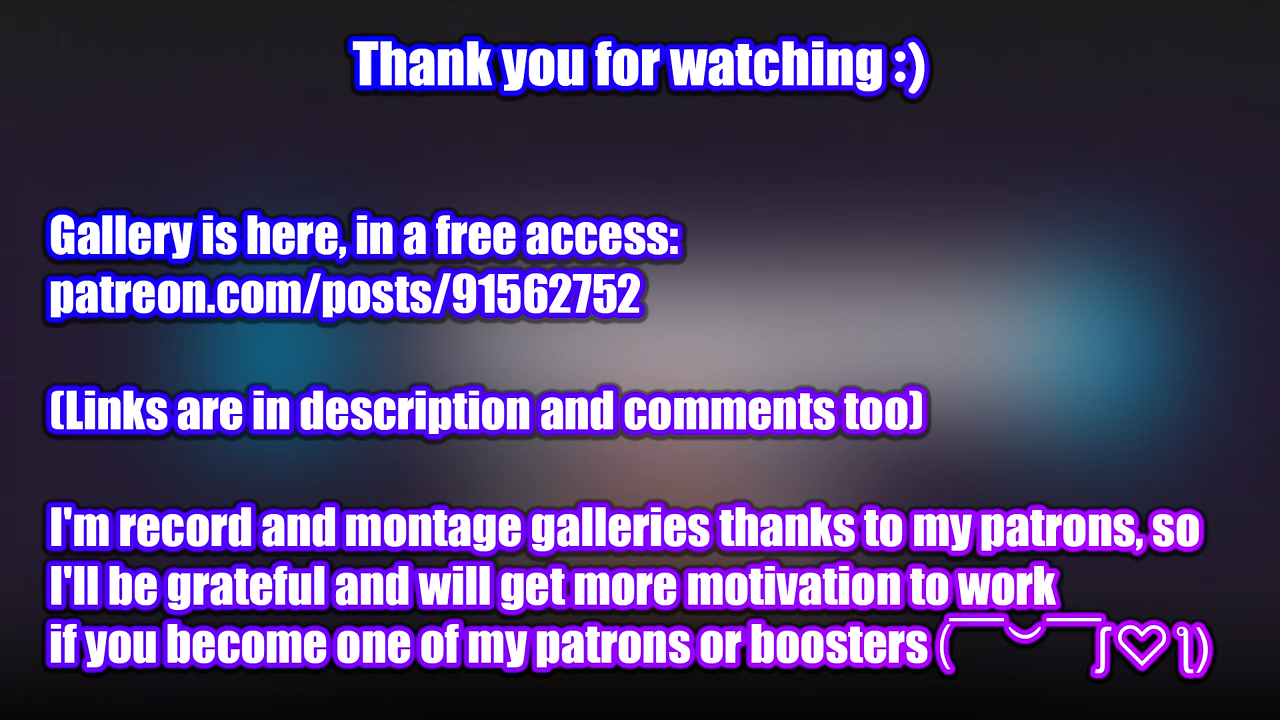 Thank you for watching :)
Gallery is here, in a free access:
patreon.com/posts/91562752
(Links are in description and comments too)
I'm record and montage galleries thanks to my patrons, so
I'll be grateful and will get more motivation to work
if you become one of my patrons or boosters (￣︶￣ʃ♡ƪ)